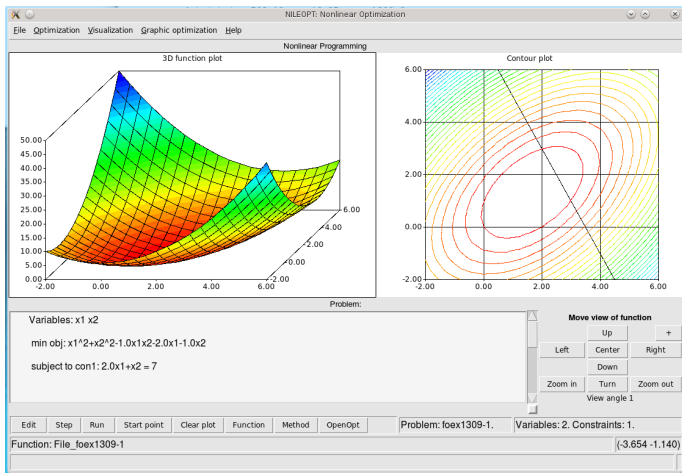 NILEOPT: Nonlinear Optimization
File Optimization Visualization Graphic optimization Help
Nonlinear Programming
3D function plot
50.00
45.00
40.00
35.00
30.00
25.00
20.00
15.00
10.00
5.00
0.00
-2.00 0.00 2.00 4.00 6.00
-2.00
0.00
2.00
4.00
6.00
Contour plot
6.00
4.00
2.00
0.00
-2.00
-2.00 0.00 2.00 4.00 6.00
Problem:
Variables: x1 x2
min obj: x1^2+x2^2-1.0x1x2-2.0x1-1.0x2
subject to con1: 2.0x1+x2 = 7
Move view of function
Up +
Left Center Right
Down
Zoom in Turn Zoom out
View angle 1
Edit Step Run Start point Clear plot Function Method OpenOpt
Problem: foex1309-1. Variables: 2. Constraints: 1.
Function: File_foex1309-1 (-3.654 -1.140)